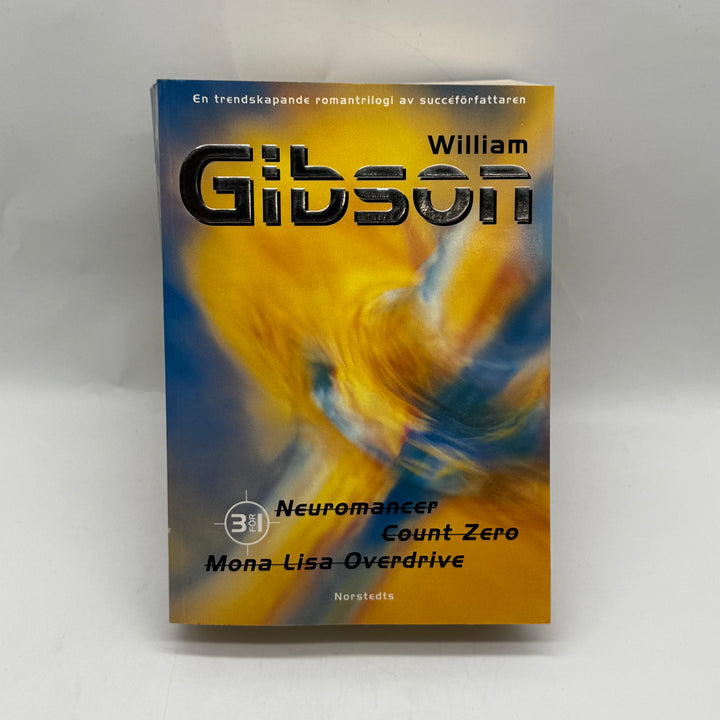 En trendskapande romantrilogi av succéförfattaren
William
Gibson
3 FÖR 1
Neuromancer
Count Zero
Mona Lisa Overdrive
Norstedts